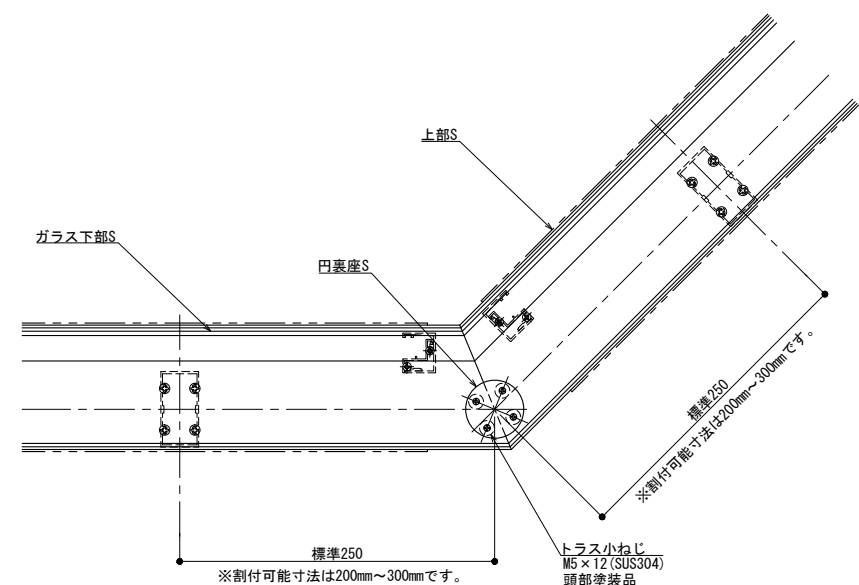 上部S
ガラス下部S
円裏座S
標準250
※割付可能寸法は200mm～300mmです。
標準250
※割付可能寸法は200mm～300mmです。
トラス小ねじ
M5×12(SUS304)
頭部塗装品